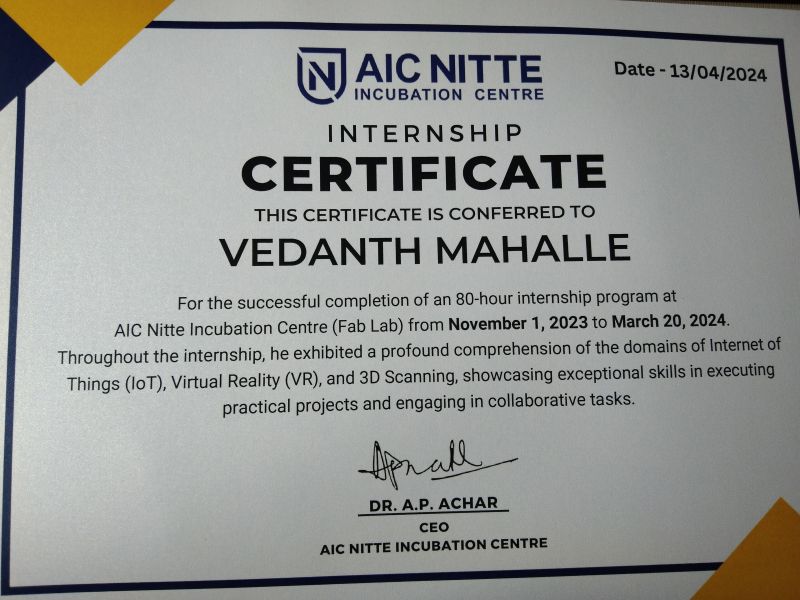 AIC NITTE
INCUBATION CENTRE
Date - 13/04/2024
INTERNSHIP
CERTIFICATE
THIS CERTIFICATE IS CONFERRED TO
VEDANTH MAHALLE
For the successful completion of an 80-hour internship program at
AIC Nitte Incubation Centre (Fab Lab) from November 1, 2023 to March 20, 2024.
Throughout the internship, he exhibited a profound comprehension of the domains of Internet of
Things (IoT), Virtual Reality (VR), and 3D Scanning, showcasing exceptional skills in executing
practical projects and engaging in collaborative tasks.
DR. A.P. ACHAR
CEO
AIC NITTE INCUBATION CENTRE